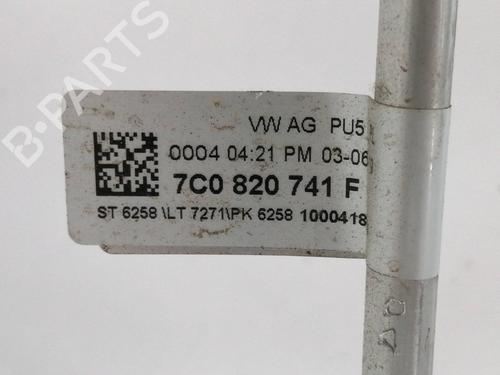 B-PARTS
VW AG PU5
0004 04:21 PM 03-06
7C0 820 741 F
ST 6258 \LT 7271\PK 6258 1000418